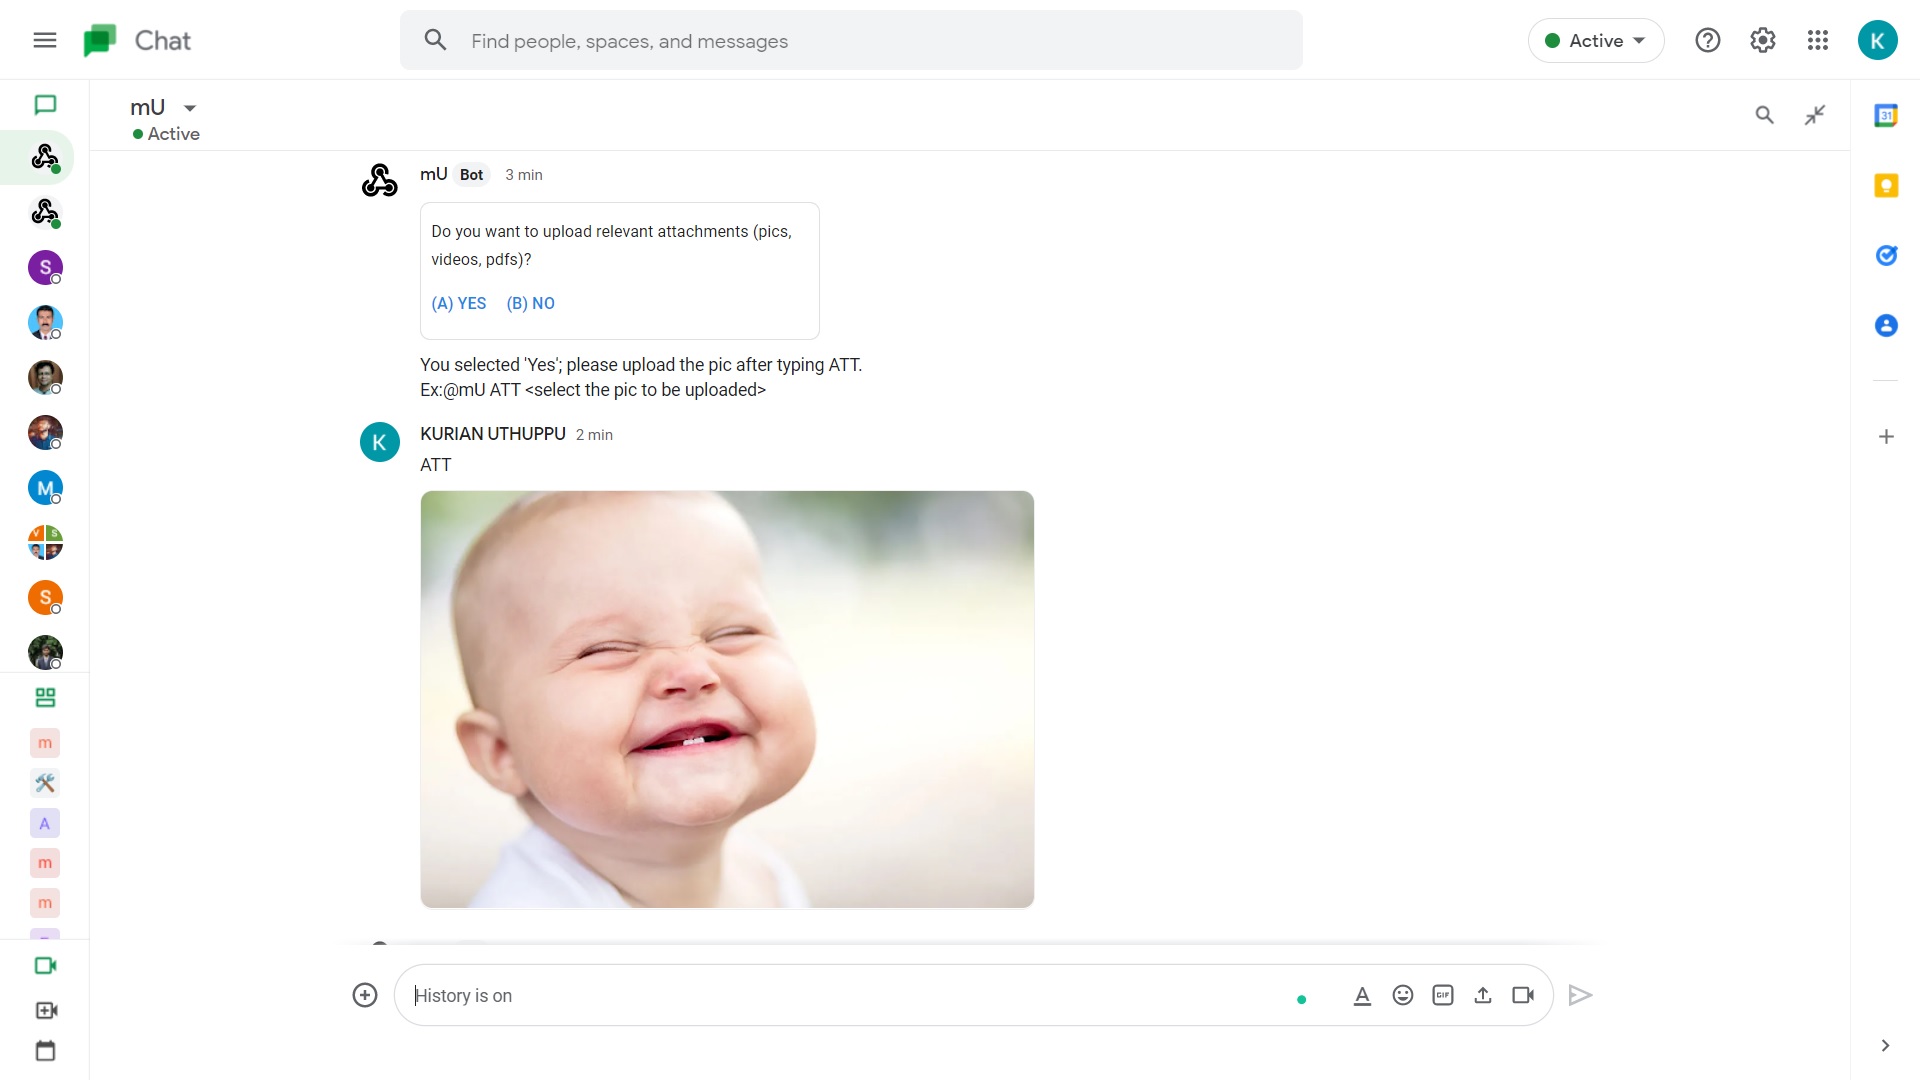 Chat
Find people, spaces, and messages
Active
K
mU
Active
31
mU Bot 3 min
Do you want to upload relevant attachments (pics,
videos, pdfs)?
(A) YES (B) NO
You selected 'Yes'; please upload the pic after typing ATT.
Ex:@mU ATT <select the pic to be uploaded>
K
KURIAN UTHUPPU 2 min
ATT
S
M
V S
S
m
A
m
m
History is on
A
GIF